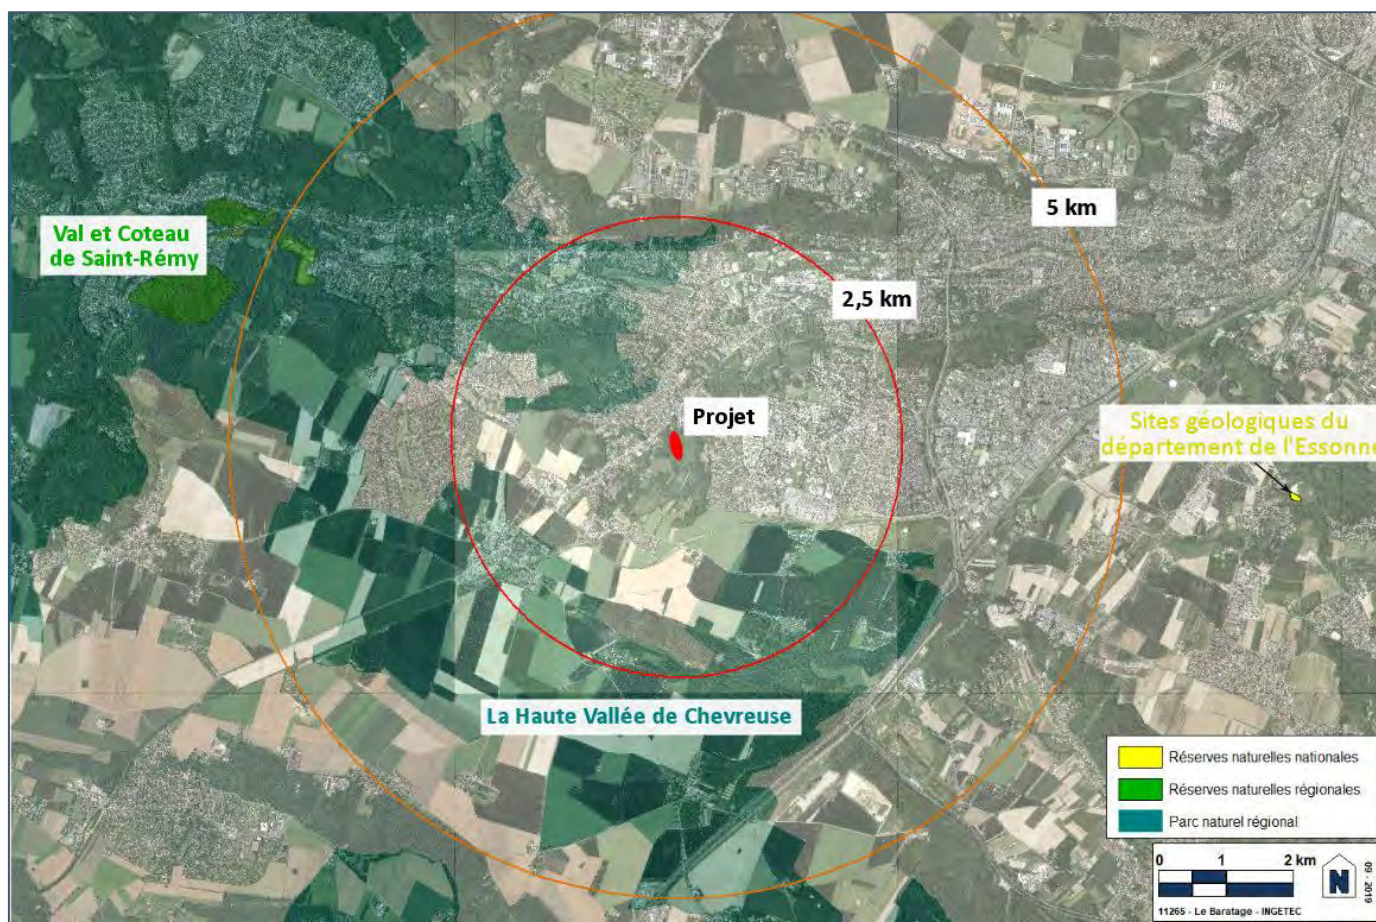 5 km
Val et Coteau
de Saint-Rémy
2,5 km
Projet
Sites géologiques du
département de l'Essonne
La Haute Vallée de Chevreuse
Réserves naturelles nationales
Réserves naturelles régionales
Parc naturel régional
0 1 2 km
N
09 - 2019
11265 - Le Baratage - INGETEC